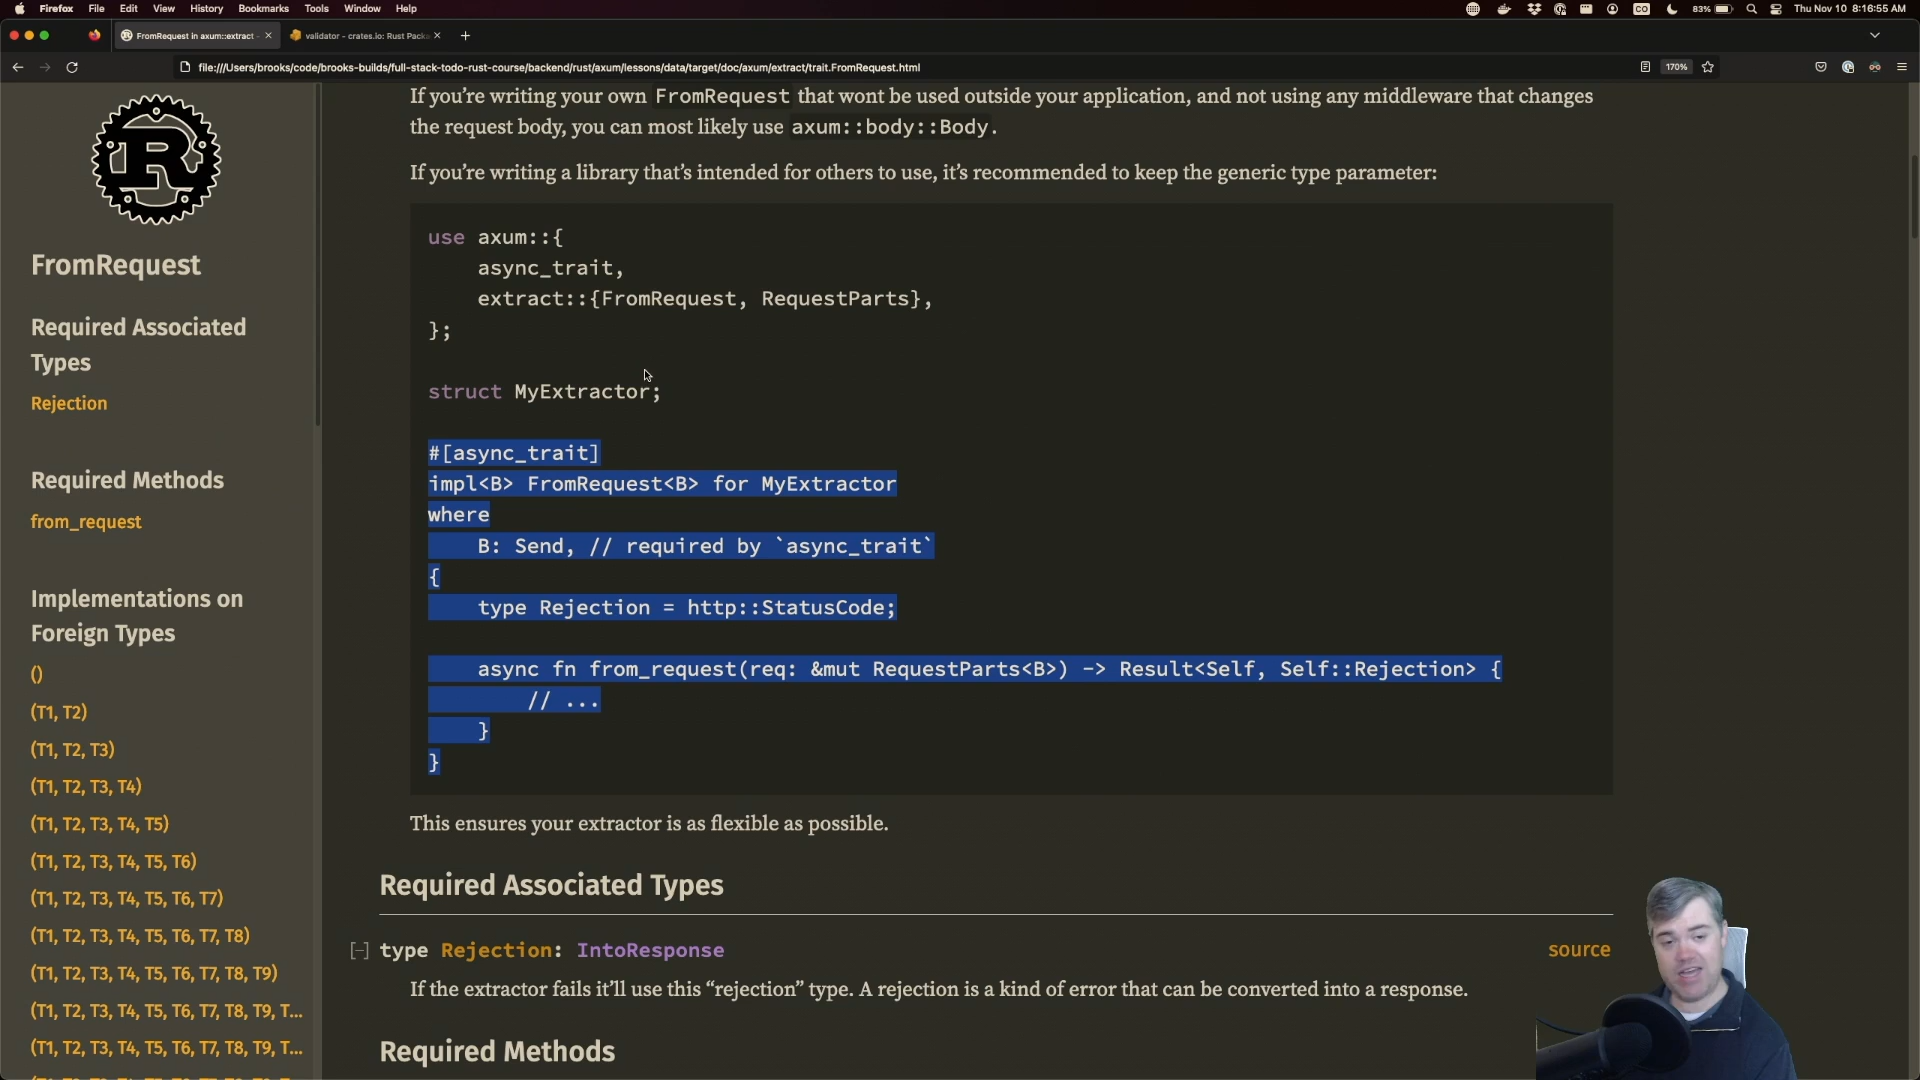 Firefox File Edit View History Bookmarks Tools Window Help
CO 83% Thu Nov 10 8:16:55 AM
FromRequest in axum::extract -
validator - crates.io: Rust Packa
file:///Users/brooks/code/brooks-builds/full-stack-todo-rust-course/backend/rust/axum/lessons/data/target/doc/axum/extract/trait.FromRequest.html
170%
R
FromRequest
Required Associated
Types
Rejection
Required Methods
from_request
Implementations on
Foreign Types
()
(T1, T2)
(T1, T2, T3)
(T1, T2, T3, T4)
(T1, T2, T3, T4, T5)
(T1, T2, T3, T4, T5, T6)
(T1, T2, T3, T4, T5, T6, T7)
(T1, T2, T3, T4, T5, T6, T7, T8)
(T1, T2, T3, T4, T5, T6, T7, T8, T9)
(T1, T2, T3, T4, T5, T6, T7, T8, T9, T...
(T1, T2, T3, T4, T5, T6, T7, T8, T9, T...
If you're writing your own FromRequest that wont be used outside your application, and not using any middleware that changes
the request body, you can most likely use axum::body::Body.
If you're writing a library that's intended for others to use, it's recommended to keep the generic type parameter:
use axum::{
    async_trait,
    extract::{FromRequest, RequestParts},
};
struct MyExtractor;
#[async_trait]
impl<B> FromRequest<B> for MyExtractor
where
    B: Send, // required by `async_trait`
{
    type Rejection = http::StatusCode;
    async fn from_request(req: &mut RequestParts<B>) -> Result<Self, Self::Rejection> {
        // ...
    }
}
This ensures your extractor is as flexible as possible.
Required Associated Types
[-] type Rejection: IntoResponse
source
If the extractor fails it'll use this “rejection” type. A rejection is a kind of error that can be converted into a response.
Required Methods